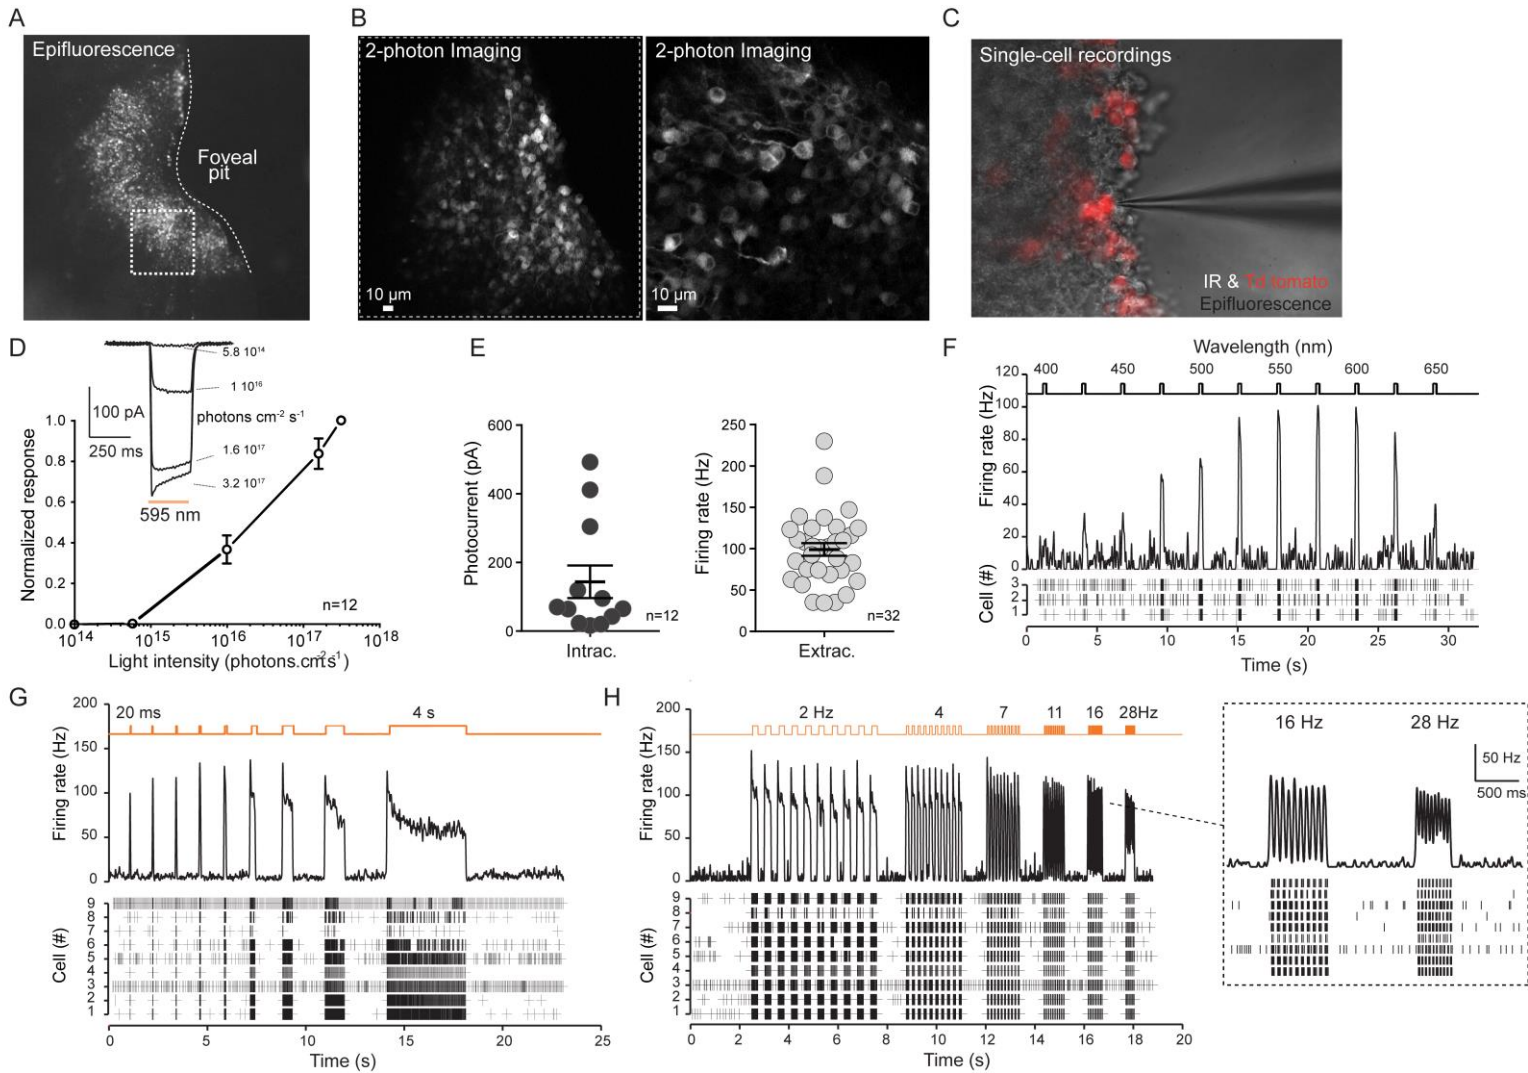 A
Epifluorescence
Foveal
pit
B
2-photon Imaging
10 µm
2-photon Imaging
10 µm
C
Single-cell recordings
IR & Td tomato
Epifluorescence
D
5.8 10¹⁴
1 10¹⁶
photons cm⁻² s⁻¹
1.6 10¹⁷
3.2 10¹⁷
100 pA
250 ms
595 nm
Normalized response
1.0
0.8
0.6
0.4
0.2
0.0
n=12
10¹⁴ 10¹⁵ 10¹⁶ 10¹⁷ 10¹⁸
Light intensity (photons.cm⁻²s⁻¹)
E
Photocurrent (pA)
600
400
200
0
n=12
Intrac.
Firing rate (Hz)
250
200
150
100
50
0
n=32
Extrac.
F
Wavelength (nm)
400 450 500 550 600 650
Firing rate (Hz)
120
100
80
60
40
20
0
Cell (#)
3
2
1
0 5 10 15 20 25 30
Time (s)
G
20 ms 4 s
Firing rate (Hz)
200
150
100
50
0
Cell (#)
9
8
7
6
5
4
3
2
1
0 5 10 15 20 25
Time (s)
H
2 Hz 4 7 11 16 28Hz
Firing rate (Hz)
200
150
100
50
0
Cell (#)
9
8
7
6
5
4
3
2
1
0 2 4 6 8 10 12 14 16 18 20
Time (s)
16 Hz 28 Hz
50 Hz
500 ms